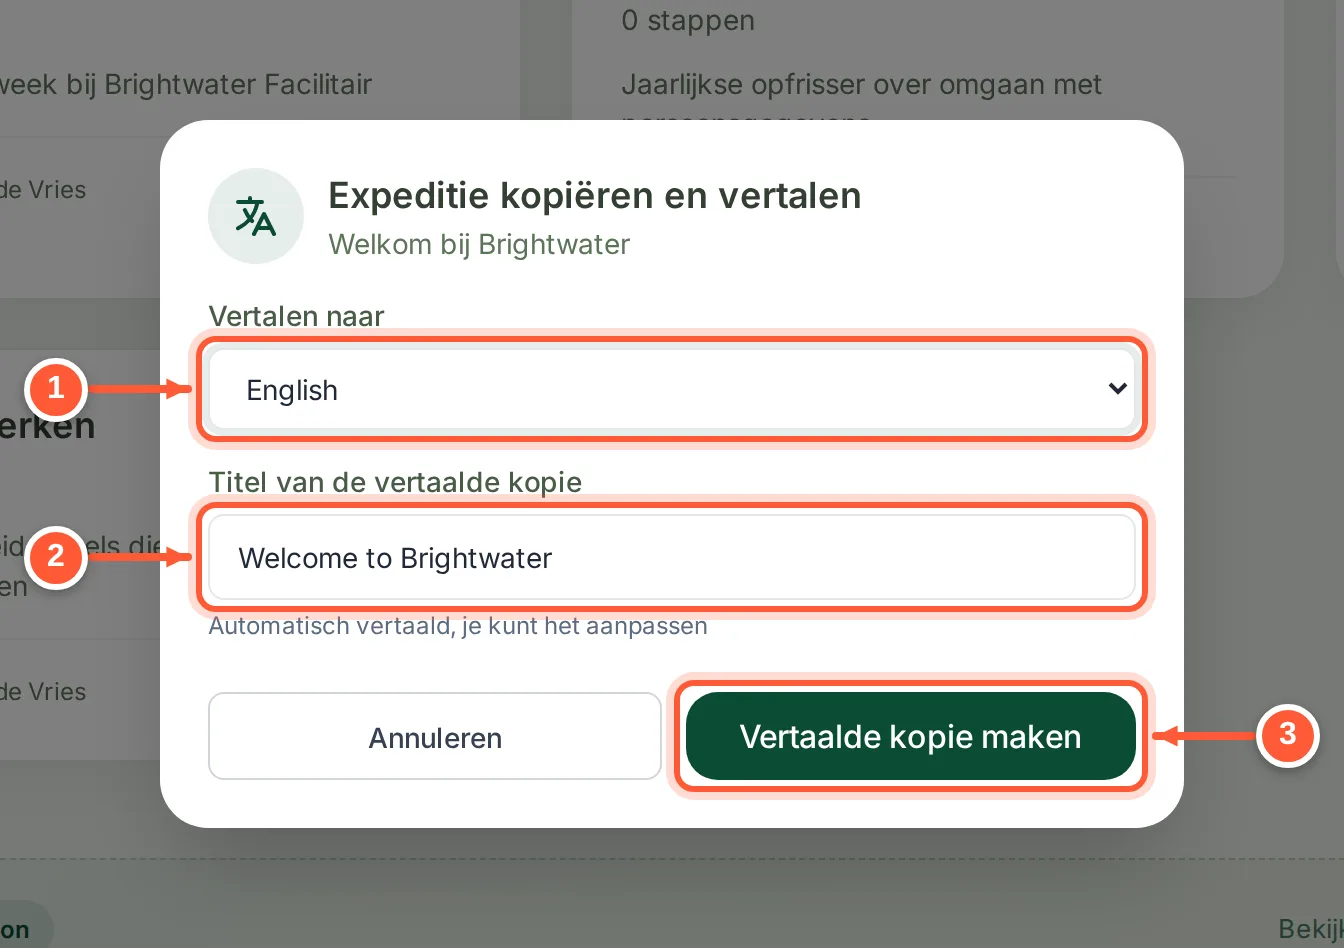 0 stappen
week bij Brightwater Facilitair
Jaarlijkse opfrisser over omgaan met
de Vries
Expeditie kopiëren en vertalen
Welkom bij Brightwater
Vertalen naar
1
English
erken
Titel van de vertaalde kopie
2
Welcome to Brightwater
en
Automatisch vertaald, je kunt het aanpassen
de Vries
Annuleren
Vertaalde kopie maken
3
on